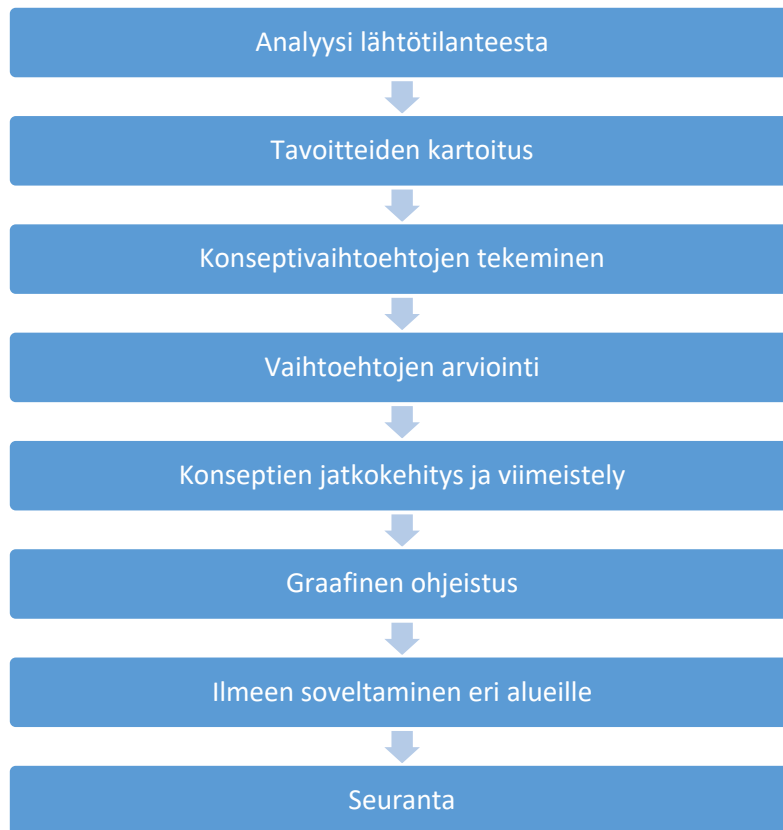 Analyysi lähtötilanteesta
Tavoitteiden kartoitus
Konseptivaihtoehtojen tekeminen
Vaihtoehtojen arviointi
Konseptien jatkokehitys ja viimeistely
Graafinen ohjeistus
Ilmeen soveltaminen eri alueille
Seuranta